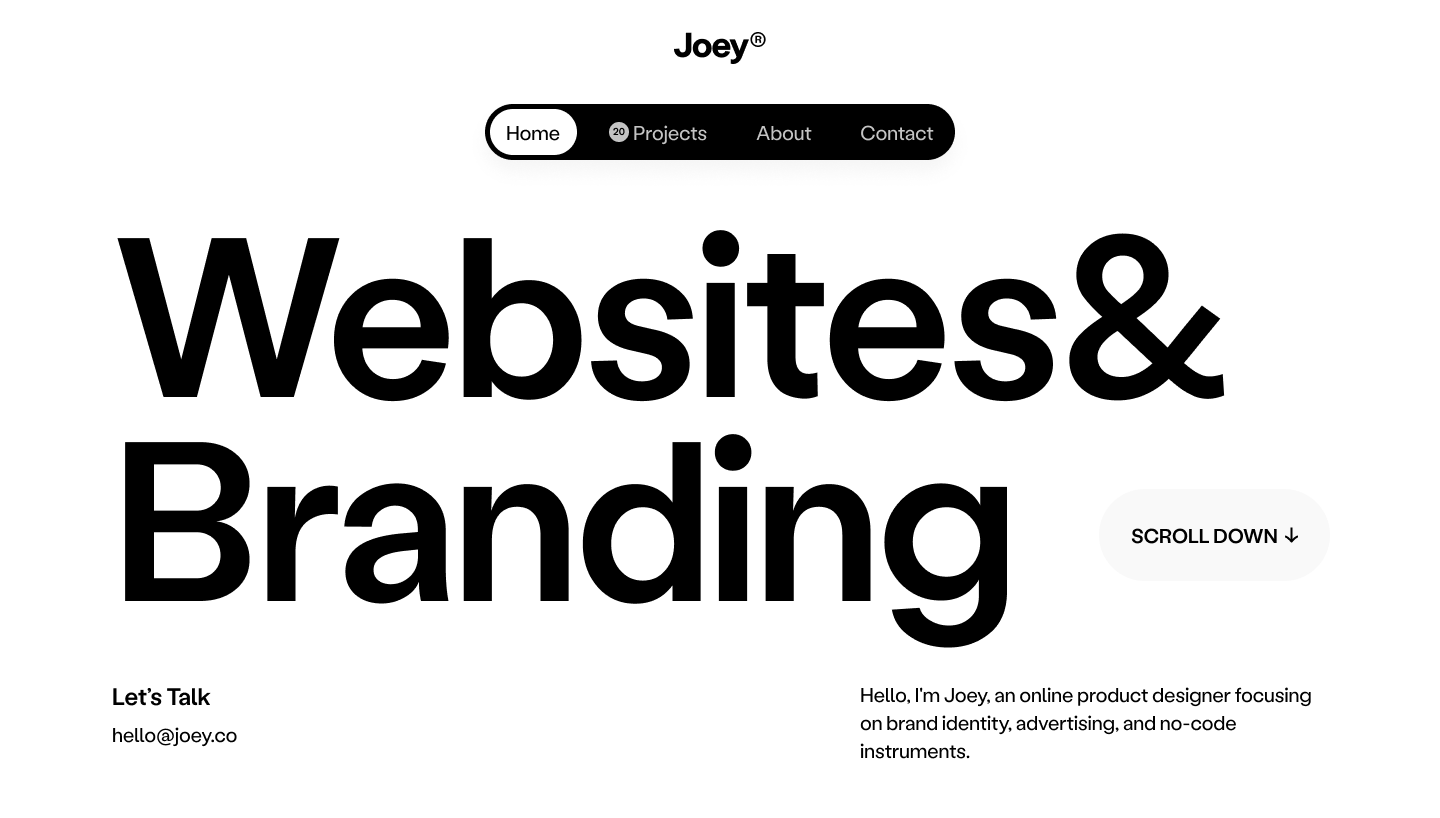 Joey®
Home 20 Projects About Contact
Websites&
Branding
SCROLL DOWN ↓
Let’s Talk
hello@joey.co
Hello, I'm Joey, an online product designer focusing
on brand identity, advertising, and no-code
instruments.